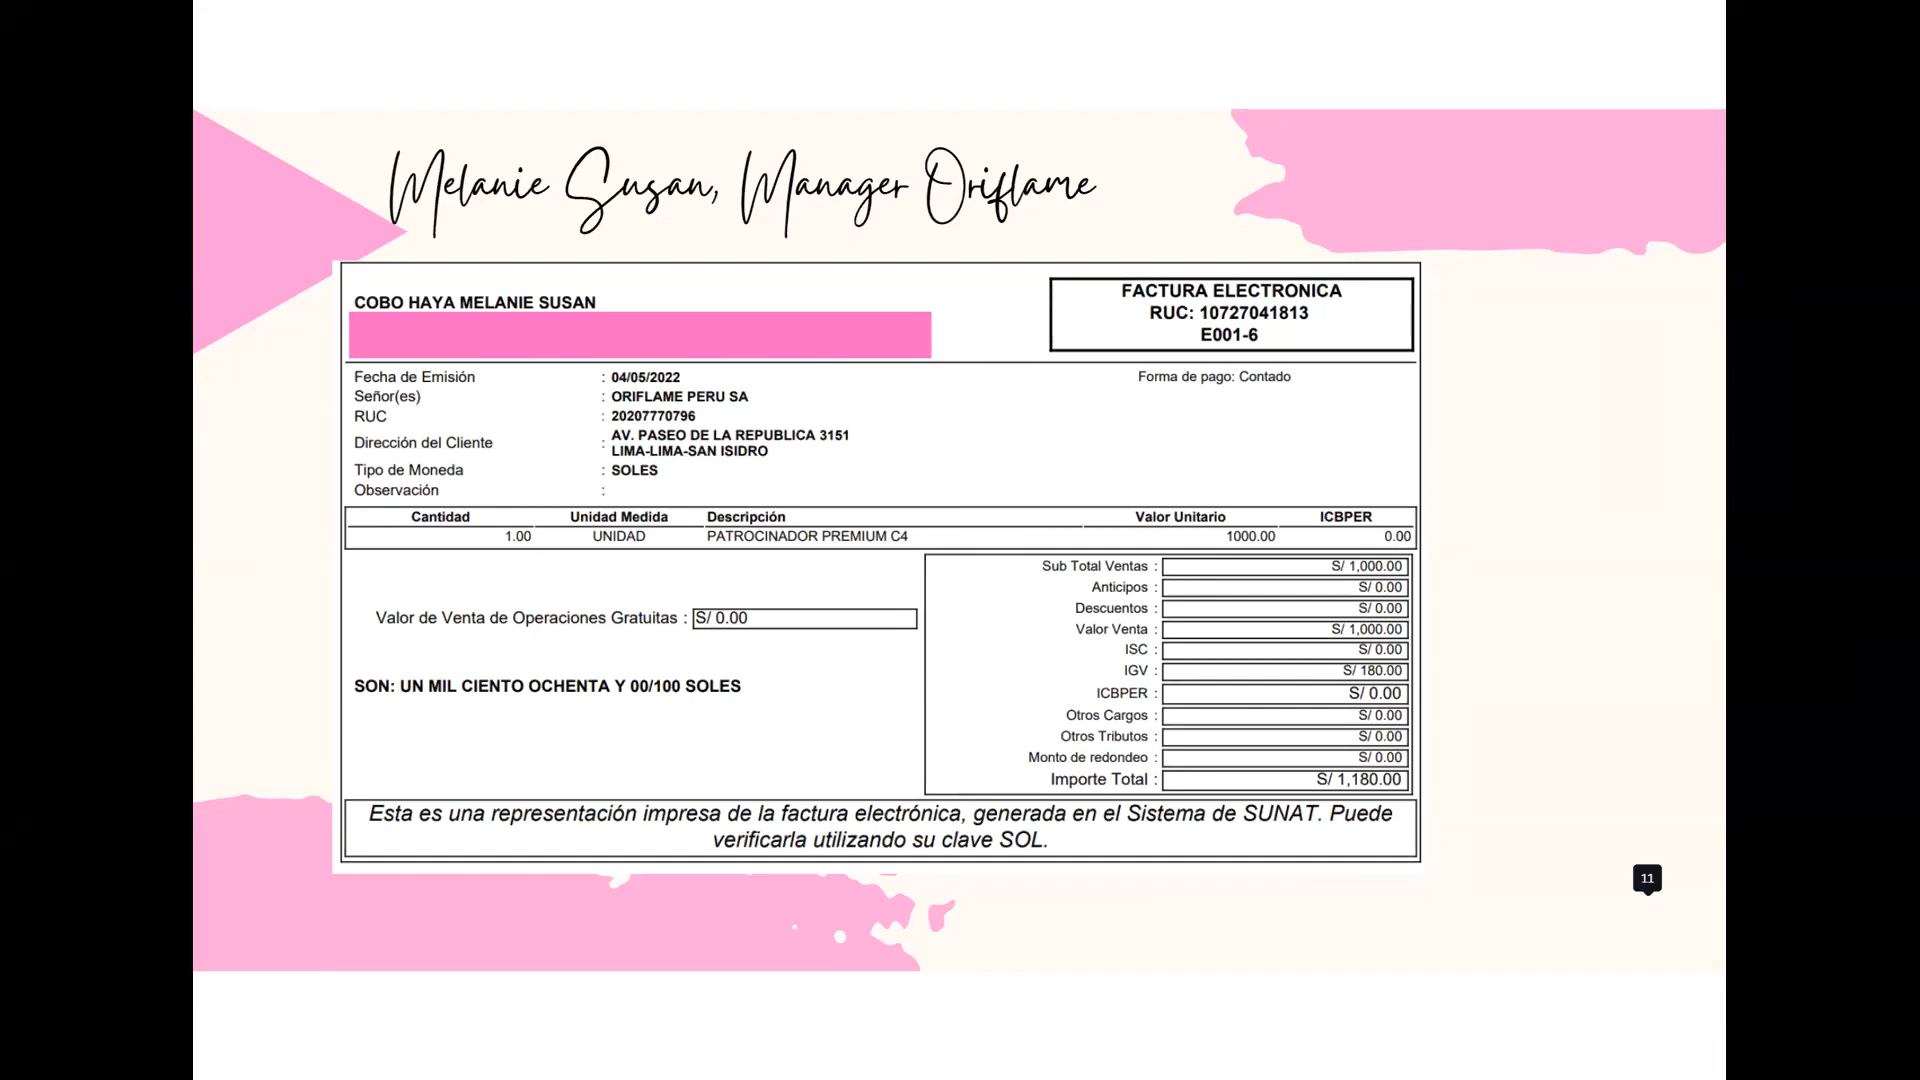 Melanie Susan, Manager Oriflame
COBO HAYA MELANIE SUSAN
FACTURA ELECTRONICA
RUC: 10727041813
E001-6
Fecha de Emisión : 04/05/2022
Forma de pago: Contado
Señor(es) : ORIFLAME PERU SA
RUC : 20207770796
Dirección del Cliente : AV. PASEO DE LA REPUBLICA 3151
LIMA-LIMA-SAN ISIDRO
Tipo de Moneda : SOLES
Observación :
Cantidad Unidad Medida Descripción Valor Unitario ICBPER
1.00 UNIDAD PATROCINADOR PREMIUM C4 1000.00 0.00
Valor de Venta de Operaciones Gratuitas : S/ 0.00
SON: UN MIL CIENTO OCHENTA Y 00/100 SOLES
Sub Total Ventas : S/ 1,000.00
Anticipos : S/ 0.00
Descuentos : S/ 0.00
Valor Venta : S/ 1,000.00
ISC : S/ 0.00
IGV : S/ 180.00
ICBPER : S/ 0.00
Otros Cargos : S/ 0.00
Otros Tributos : S/ 0.00
Monto de redondeo : S/ 0.00
Importe Total : S/ 1,180.00
Esta es una representación impresa de la factura electrónica, generada en el Sistema de SUNAT. Puede
verificarla utilizando su clave SOL.
11